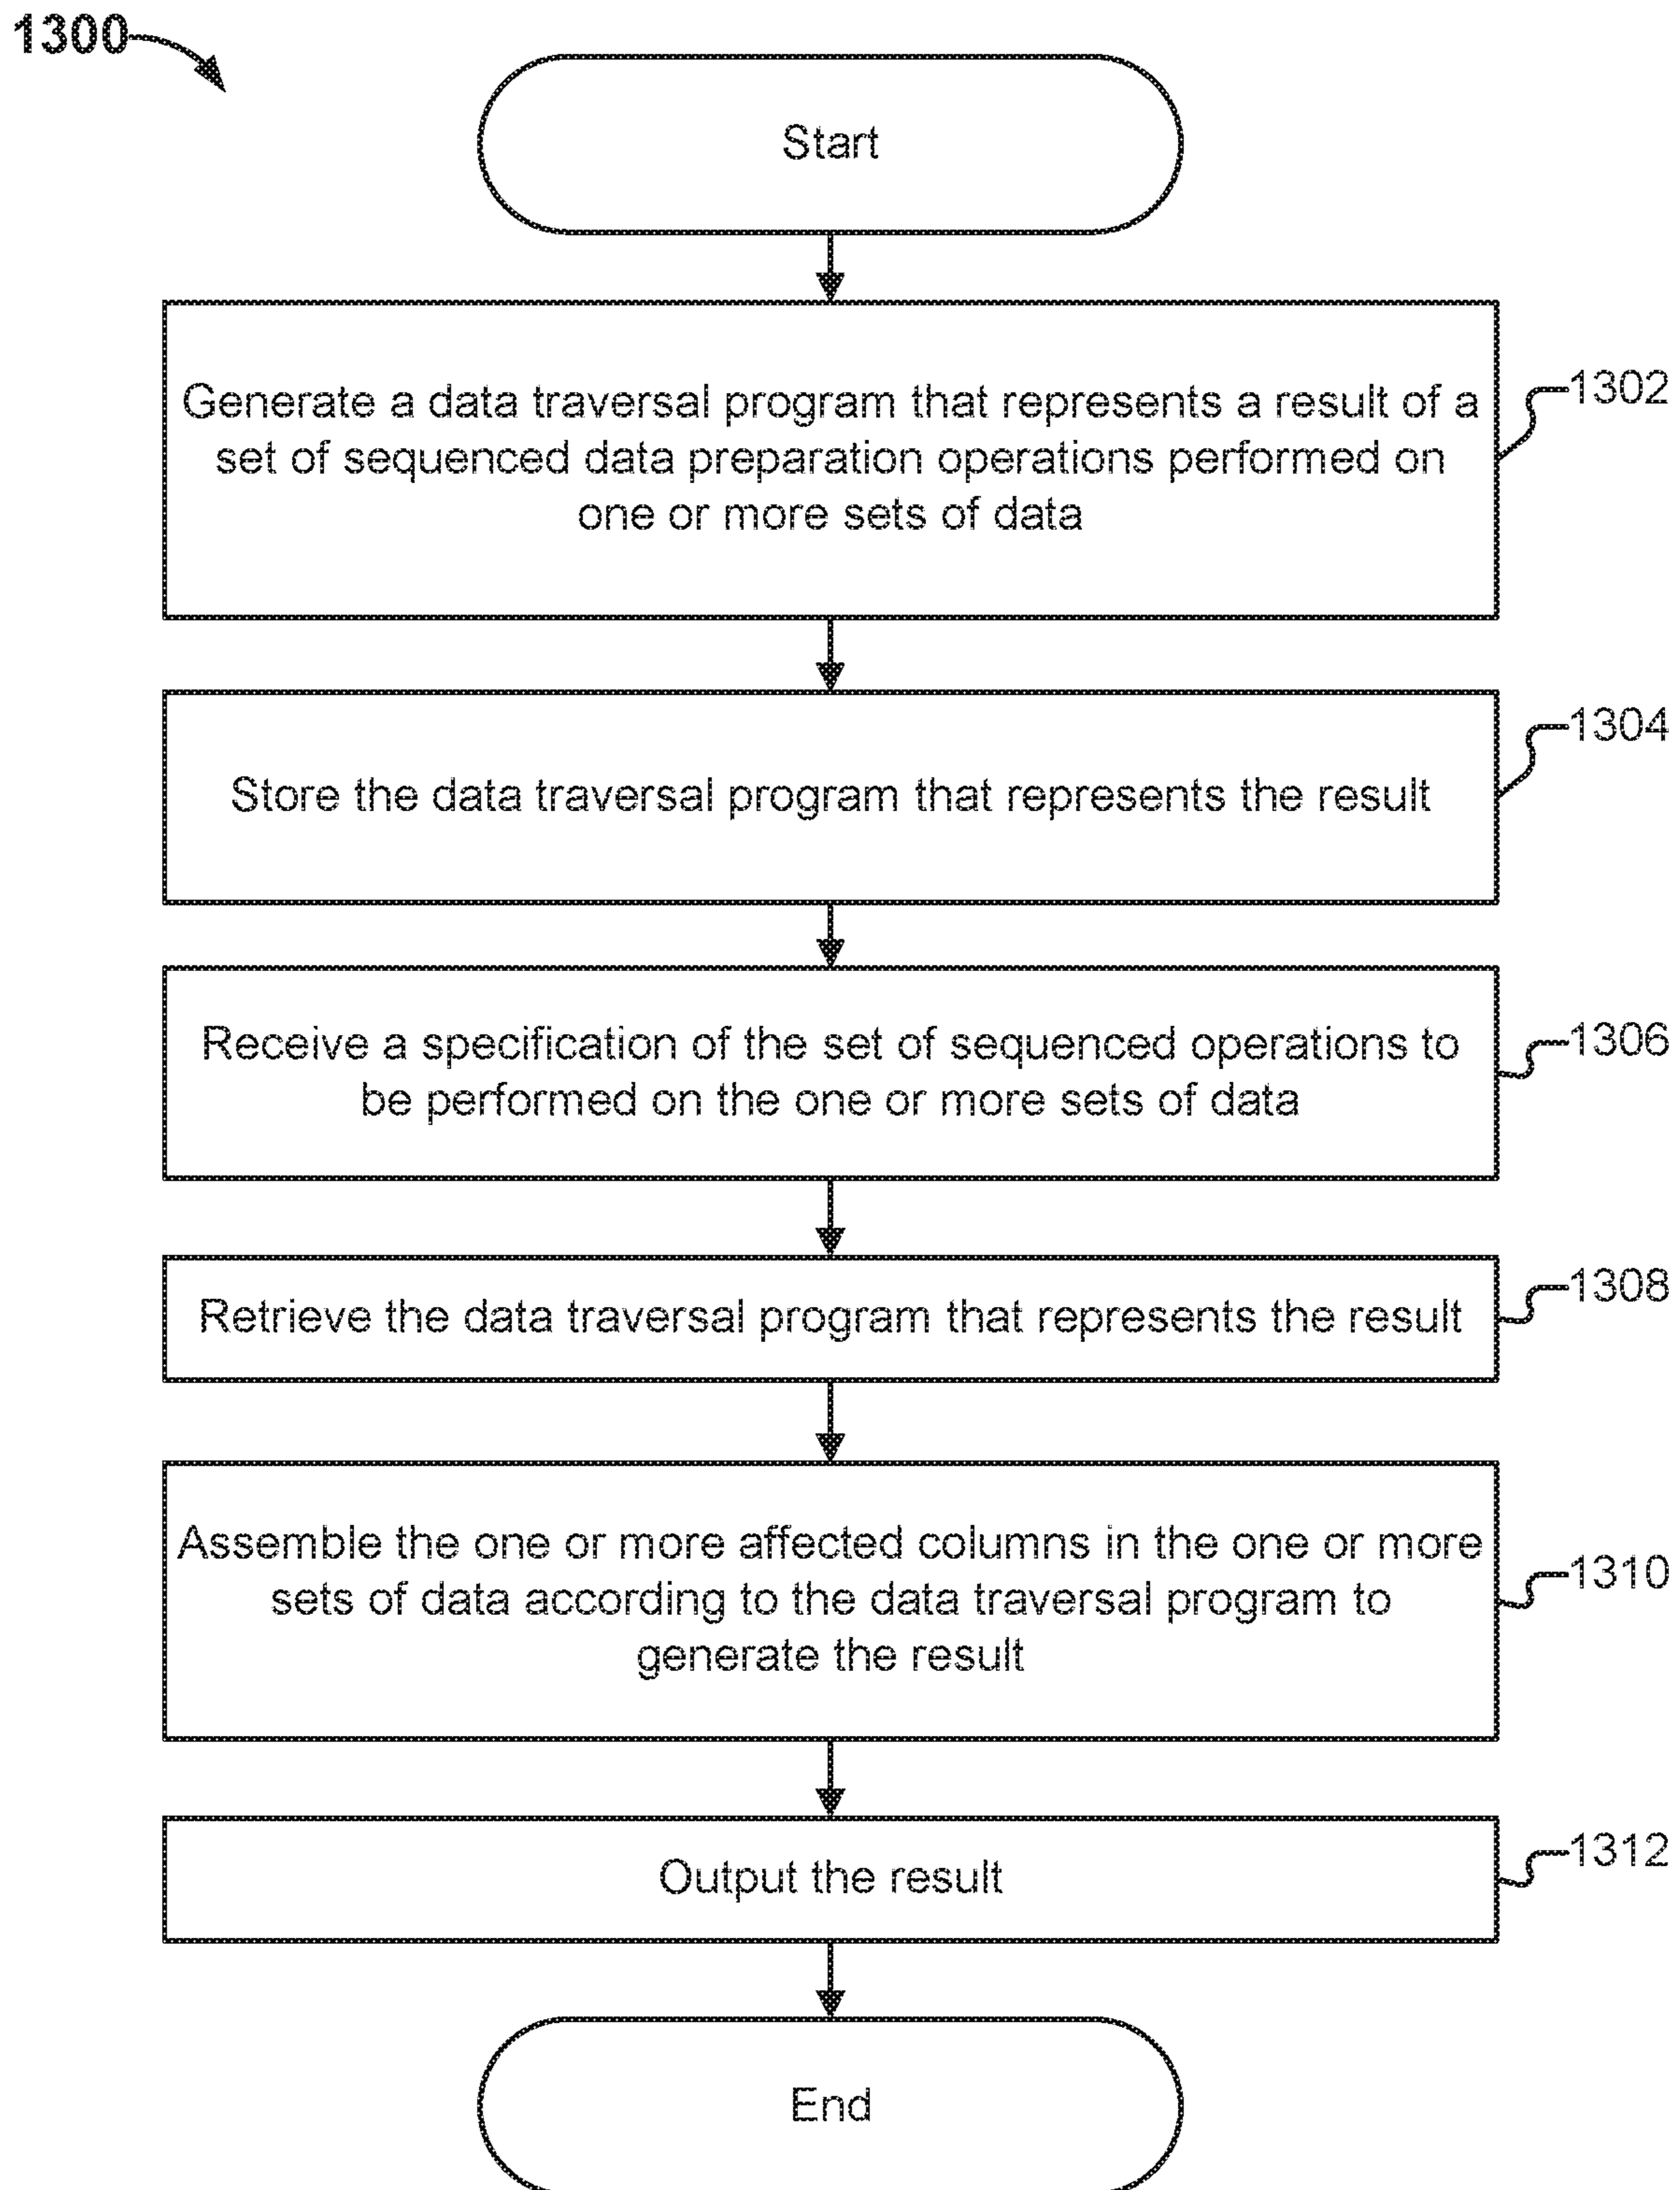 1300
Start
Generate a data traversal program that represents a result of a
set of sequenced data preparation operations performed on
one or more sets of data
1302
Store the data traversal program that represents the result
1304
Receive a specification of the set of sequenced operations to
be performed on the one or more sets of data
1306
Retrieve the data traversal program that represents the result
1308
Assemble the one or more affected columns in the one or more
sets of data according to the data traversal program to
generate the result
1310
Output the result
1312
End